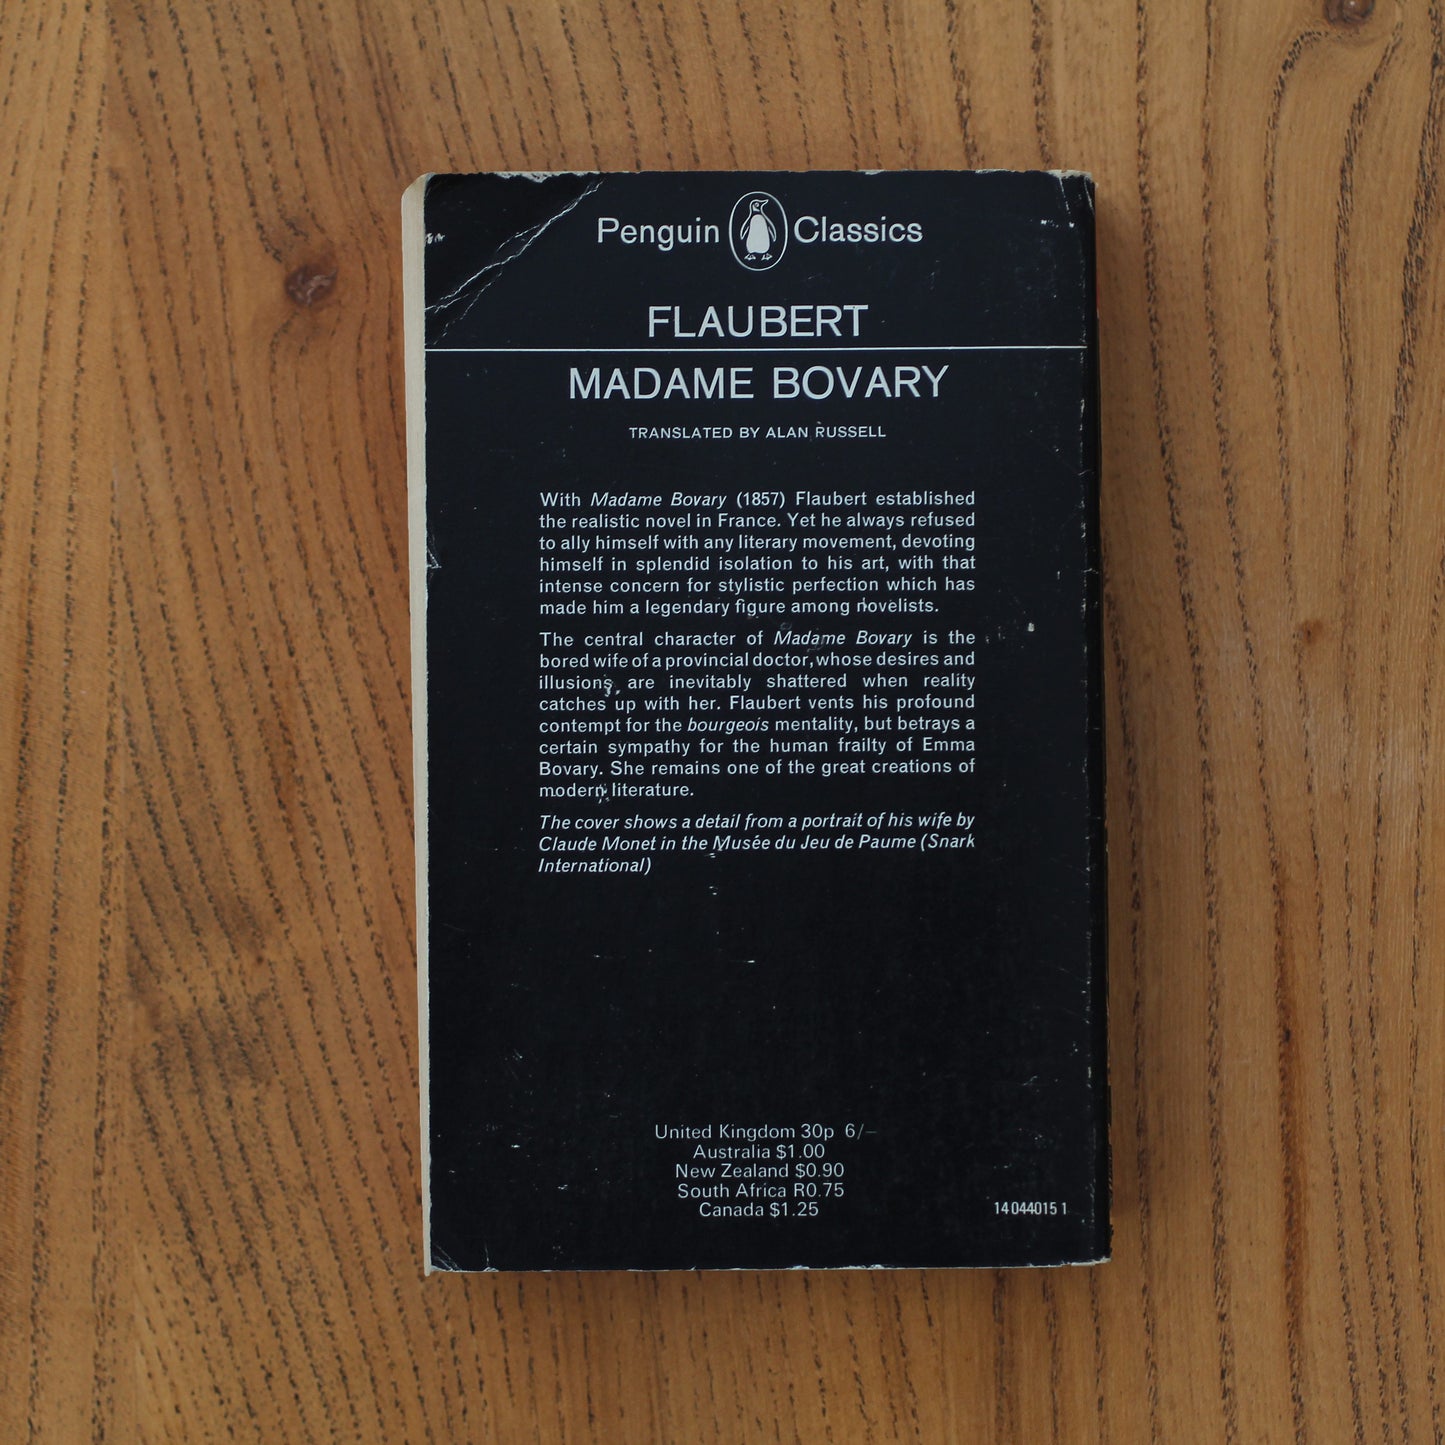 Penguin Classics
FLAUBERT
MADAME BOVARY
TRANSLATED BY ALAN RUSSELL
With Madame Bovary (1857) Flaubert established
the realistic novel in France. Yet he always refused
to ally himself with any literary movement, devoting
himself in splendid isolation to his art, with that
intense concern for stylistic perfection which has
made him a legendary figure among novelists.
The central character of Madame Bovary is the
bored wife of a provincial doctor, whose desires and
illusions are inevitably shattered when reality
catches up with her. Flaubert vents his profound
contempt for the bourgeois mentality, but betrays a
certain sympathy for the human frailty of Emma
Bovary. She remains one of the great creations of
modern literature.
The cover shows a detail from a portrait of his wife by
Claude Monet in the Musée du Jeu de Paume (Snark
International)
United Kingdom 30p 6/–
Australia $1.00
New Zealand $0.90
South Africa R0.75
Canada $1.25
14 044015 1